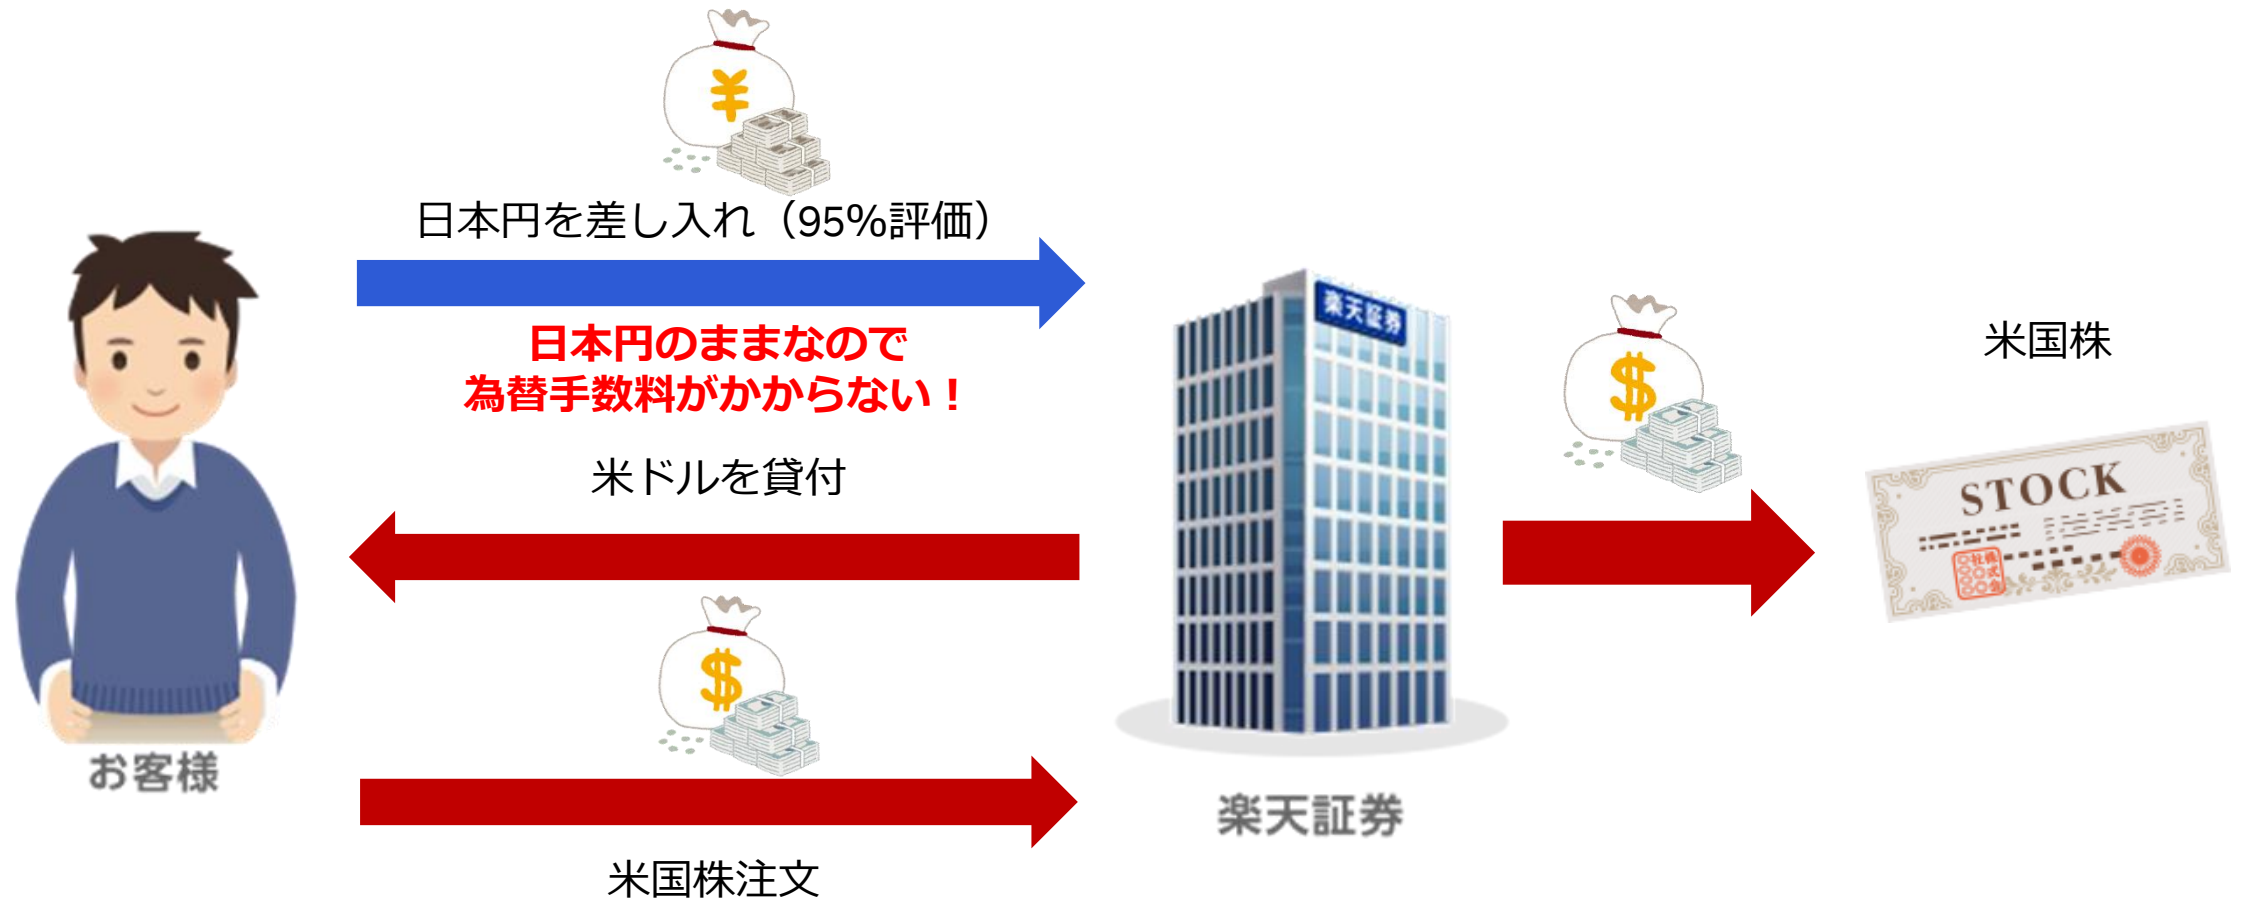 ¥
日本円を差し入れ（95%評価）
日本円のままなので
為替手数料がかからない！
米ドルを貸付
$
米国株注文
お客様
楽天証券
楽天証券
$
米国株
STOCK